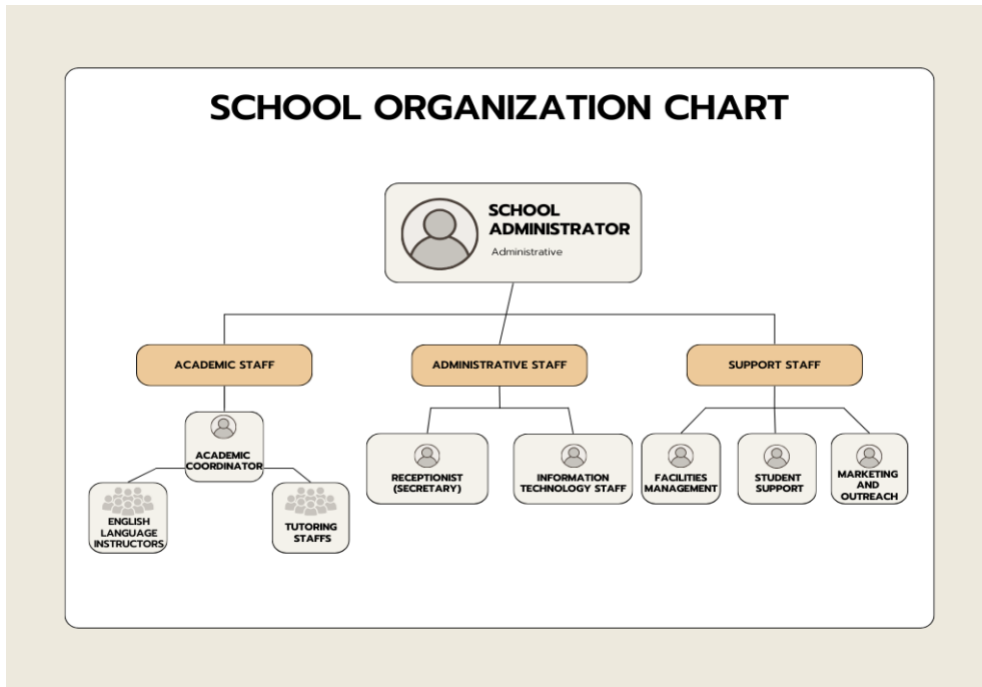 SCHOOL ORGANIZATION CHART
SCHOOL
ADMINISTRATOR
Administrative
ACADEMIC STAFF
ADMINISTRATIVE STAFF
SUPPORT STAFF
ACADEMIC
COORDINATOR
ENGLISH
LANGUAGE
INSTRUCTORS
TUTORING
STAFFS
RECEPTIONIST
(SECRETARY)
INFORMATION
TECHNOLOGY STAFF
FACILITIES
MANAGEMENT
STUDENT
SUPPORT
MARKETING
AND
OUTREACH